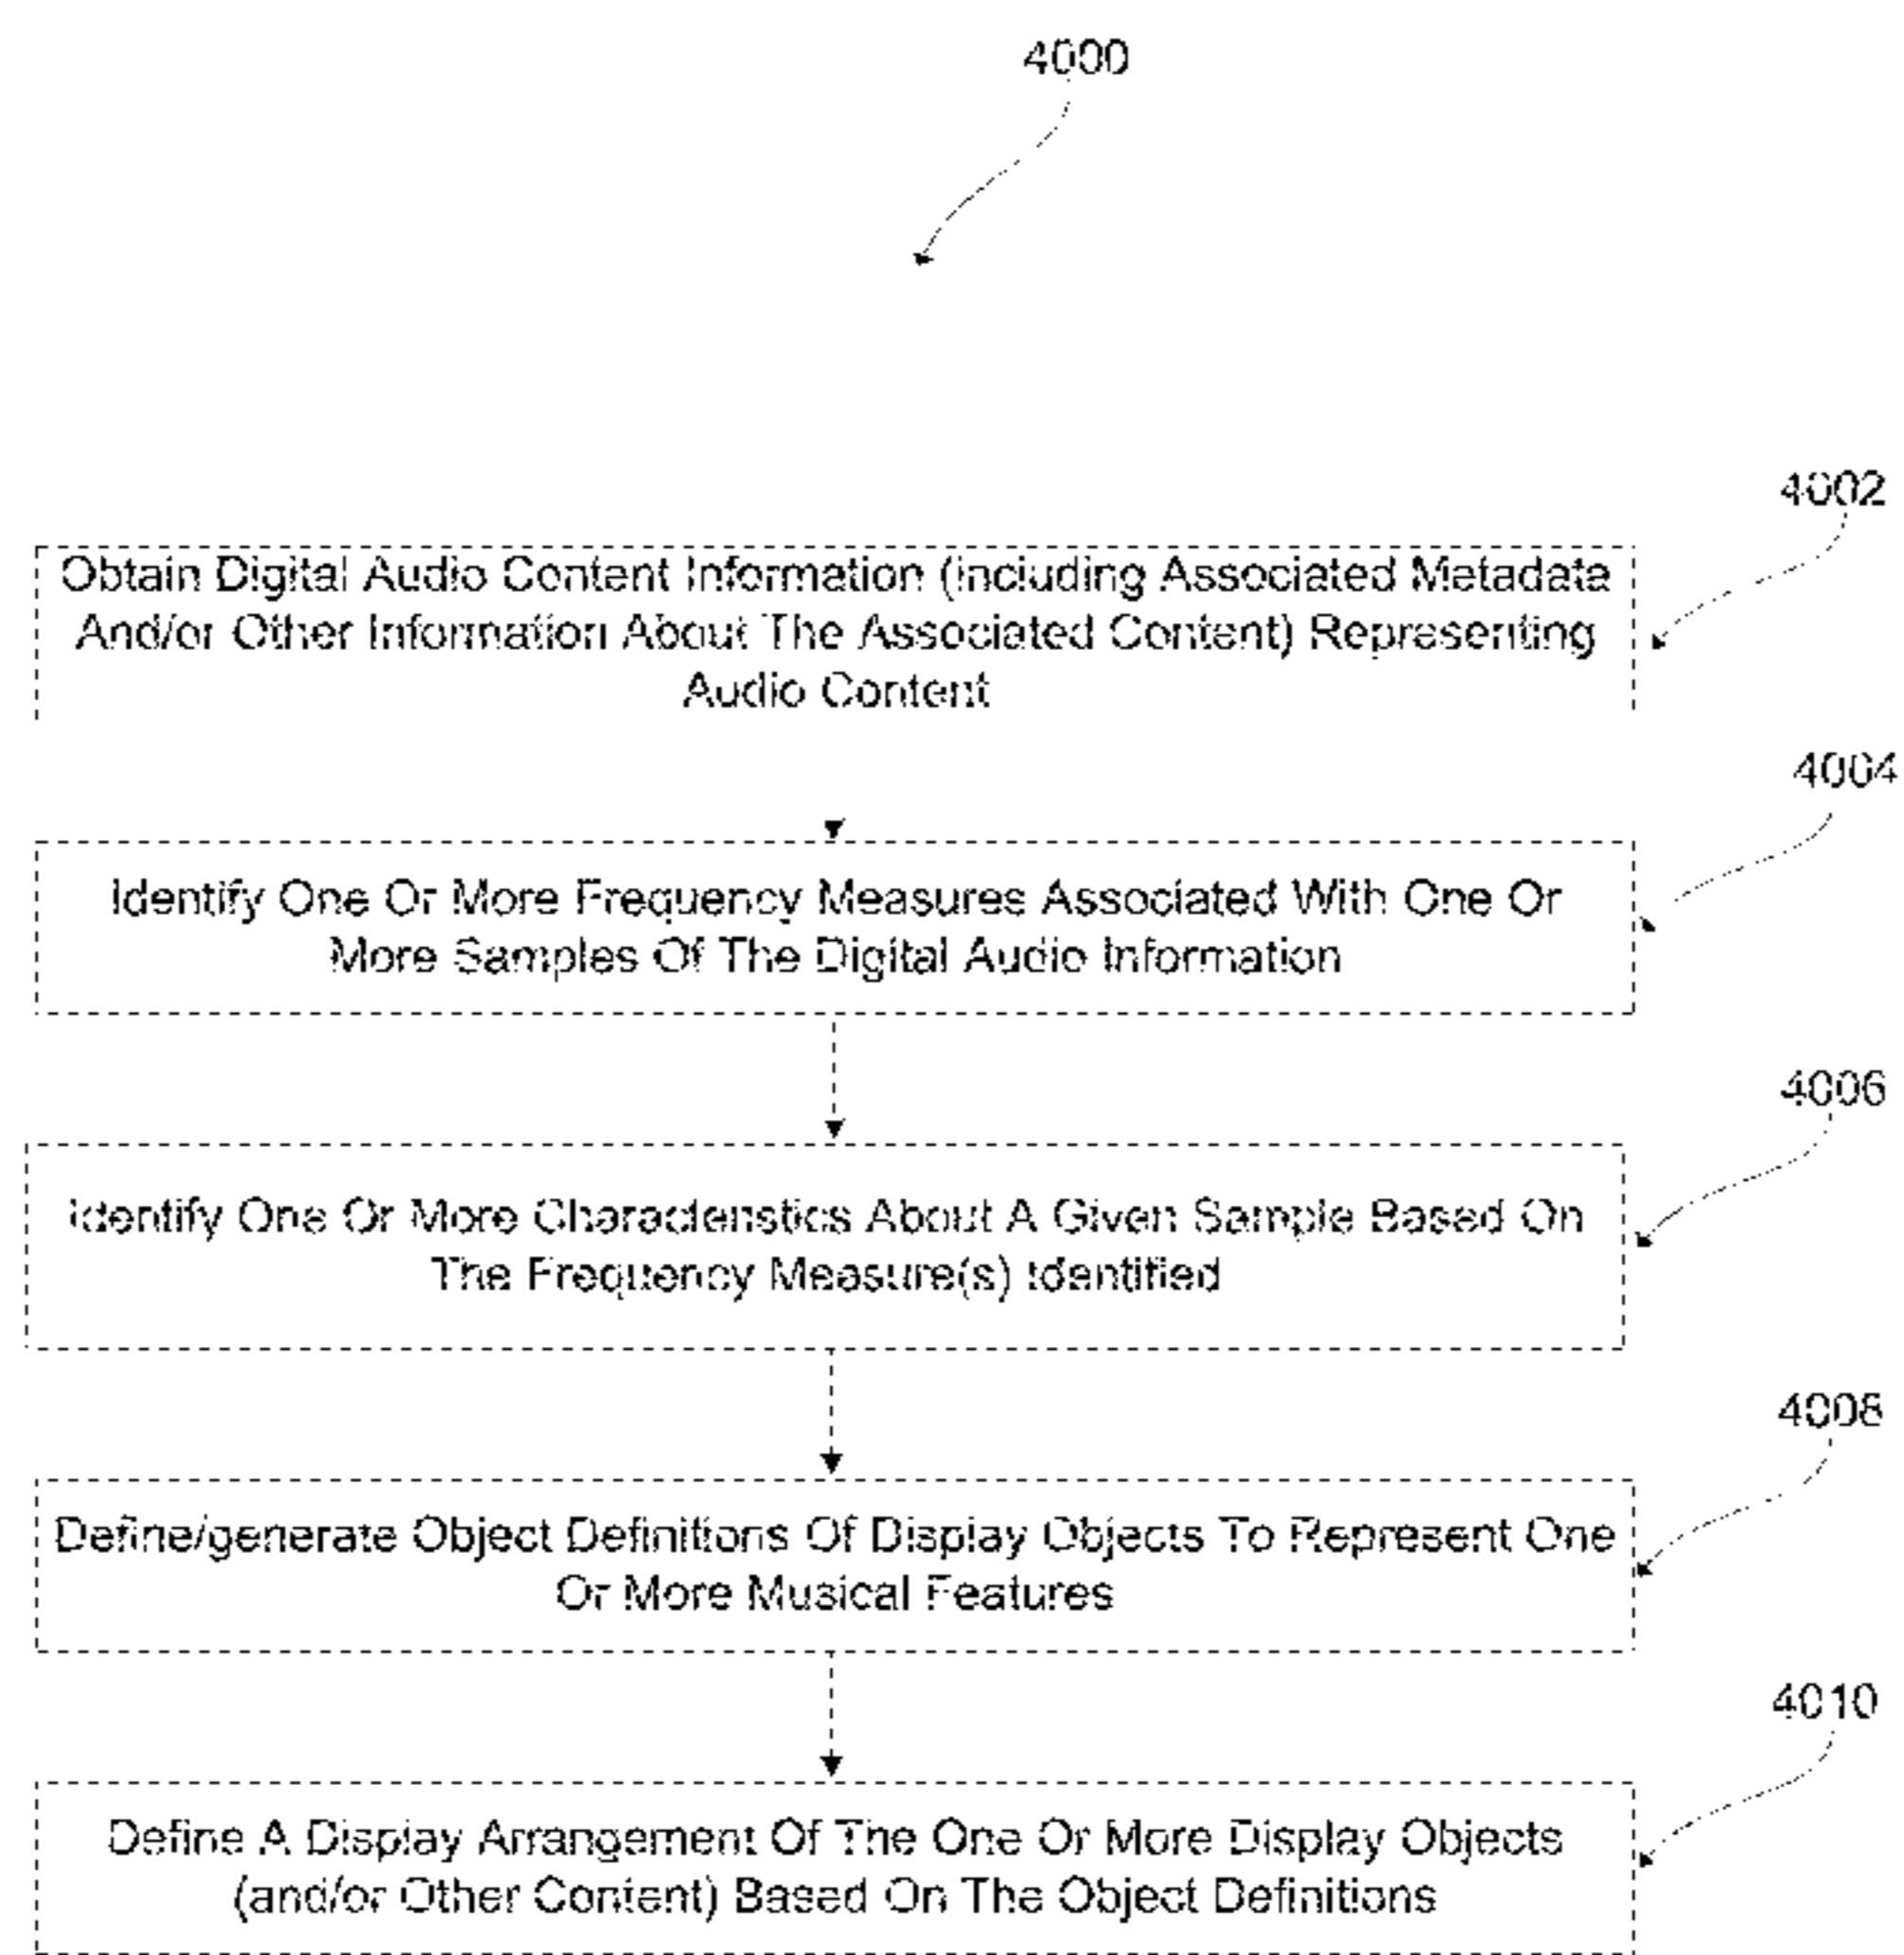 4000
4002
Obtain Digital Audio Content Information (including Associated Metadata
And/or Other Information About The Associated Content) Representing
Audio Content
4004
Identify One Or More Frequency Measures Associated With One Or
More Samples Of The Digital Audio Information
4006
Identify One Or More Characteristics About A Given Sample Based On
The Frequency Measure(s) Identified
4008
Define/generate Object Definitions Of Display Objects To Represent One
Or More Musical Features
4010
Define A Display Arrangement Of The One Or More Display Objects
(and/or Other Content) Based On The Object Definitions